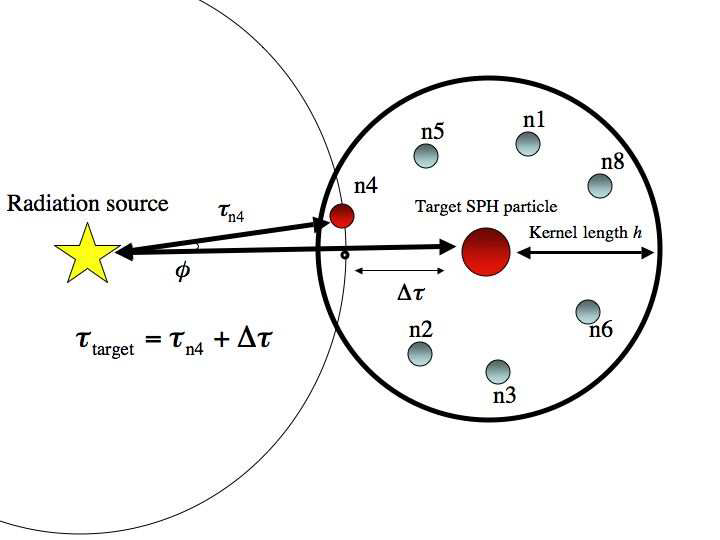 n1
n5
n8
n4
Radiation source
τn4
Target SPH particle
Kernel length h
ϕ
Δτ
τtarget = τn4 + Δτ
n2
n6
n3